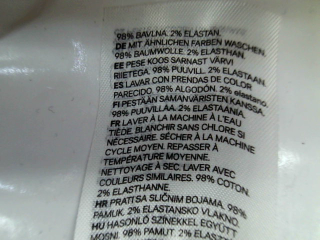 98% BAVLNA. 2% ELASTAN.
DE MIT ÄHNLICHEN FARBEN WASCHEN.
98% BAUMWOLLE. 2% ELASTHAN.
EE PESE KOOS SARNAST VÄRVI
RIIETEGA. 98% PUUVILL. 2% ELASTAAN.
ES LAVAR CON PRENDAS DE COLOR
PARECIDO. 98% ALGODÓN. 2% elastano.
FI PESTÄÄN SAMANVÄRISTEN KANSSA.
98% PUUVILLAA. 2% ELASTAANIA.
FR LAVER À LA MACHINE À L'EAU
TIÈDE. BLANCHIR SANS CHLORE SI
NÉCESSAIRE. SÉCHER À LA MACHINE
CYCLE MOYEN. REPASSER À
TEMPÉRATURE MOYENNE.
NETTOYAGE À SEC. LAVER AVEC
COULEURS SIMILAIRES. 98% COTON.
2% ELASTHANNE.
HR PRATI SA SLIČNIM BOJAMA. 98%
PAMUK. 2% ELASTANSKO VLAKNO.
HU HASONLÓ SZÍNEKKEL EGYÜTT
MOSNI. 98% PAMUT. 2% ELASZTÁN